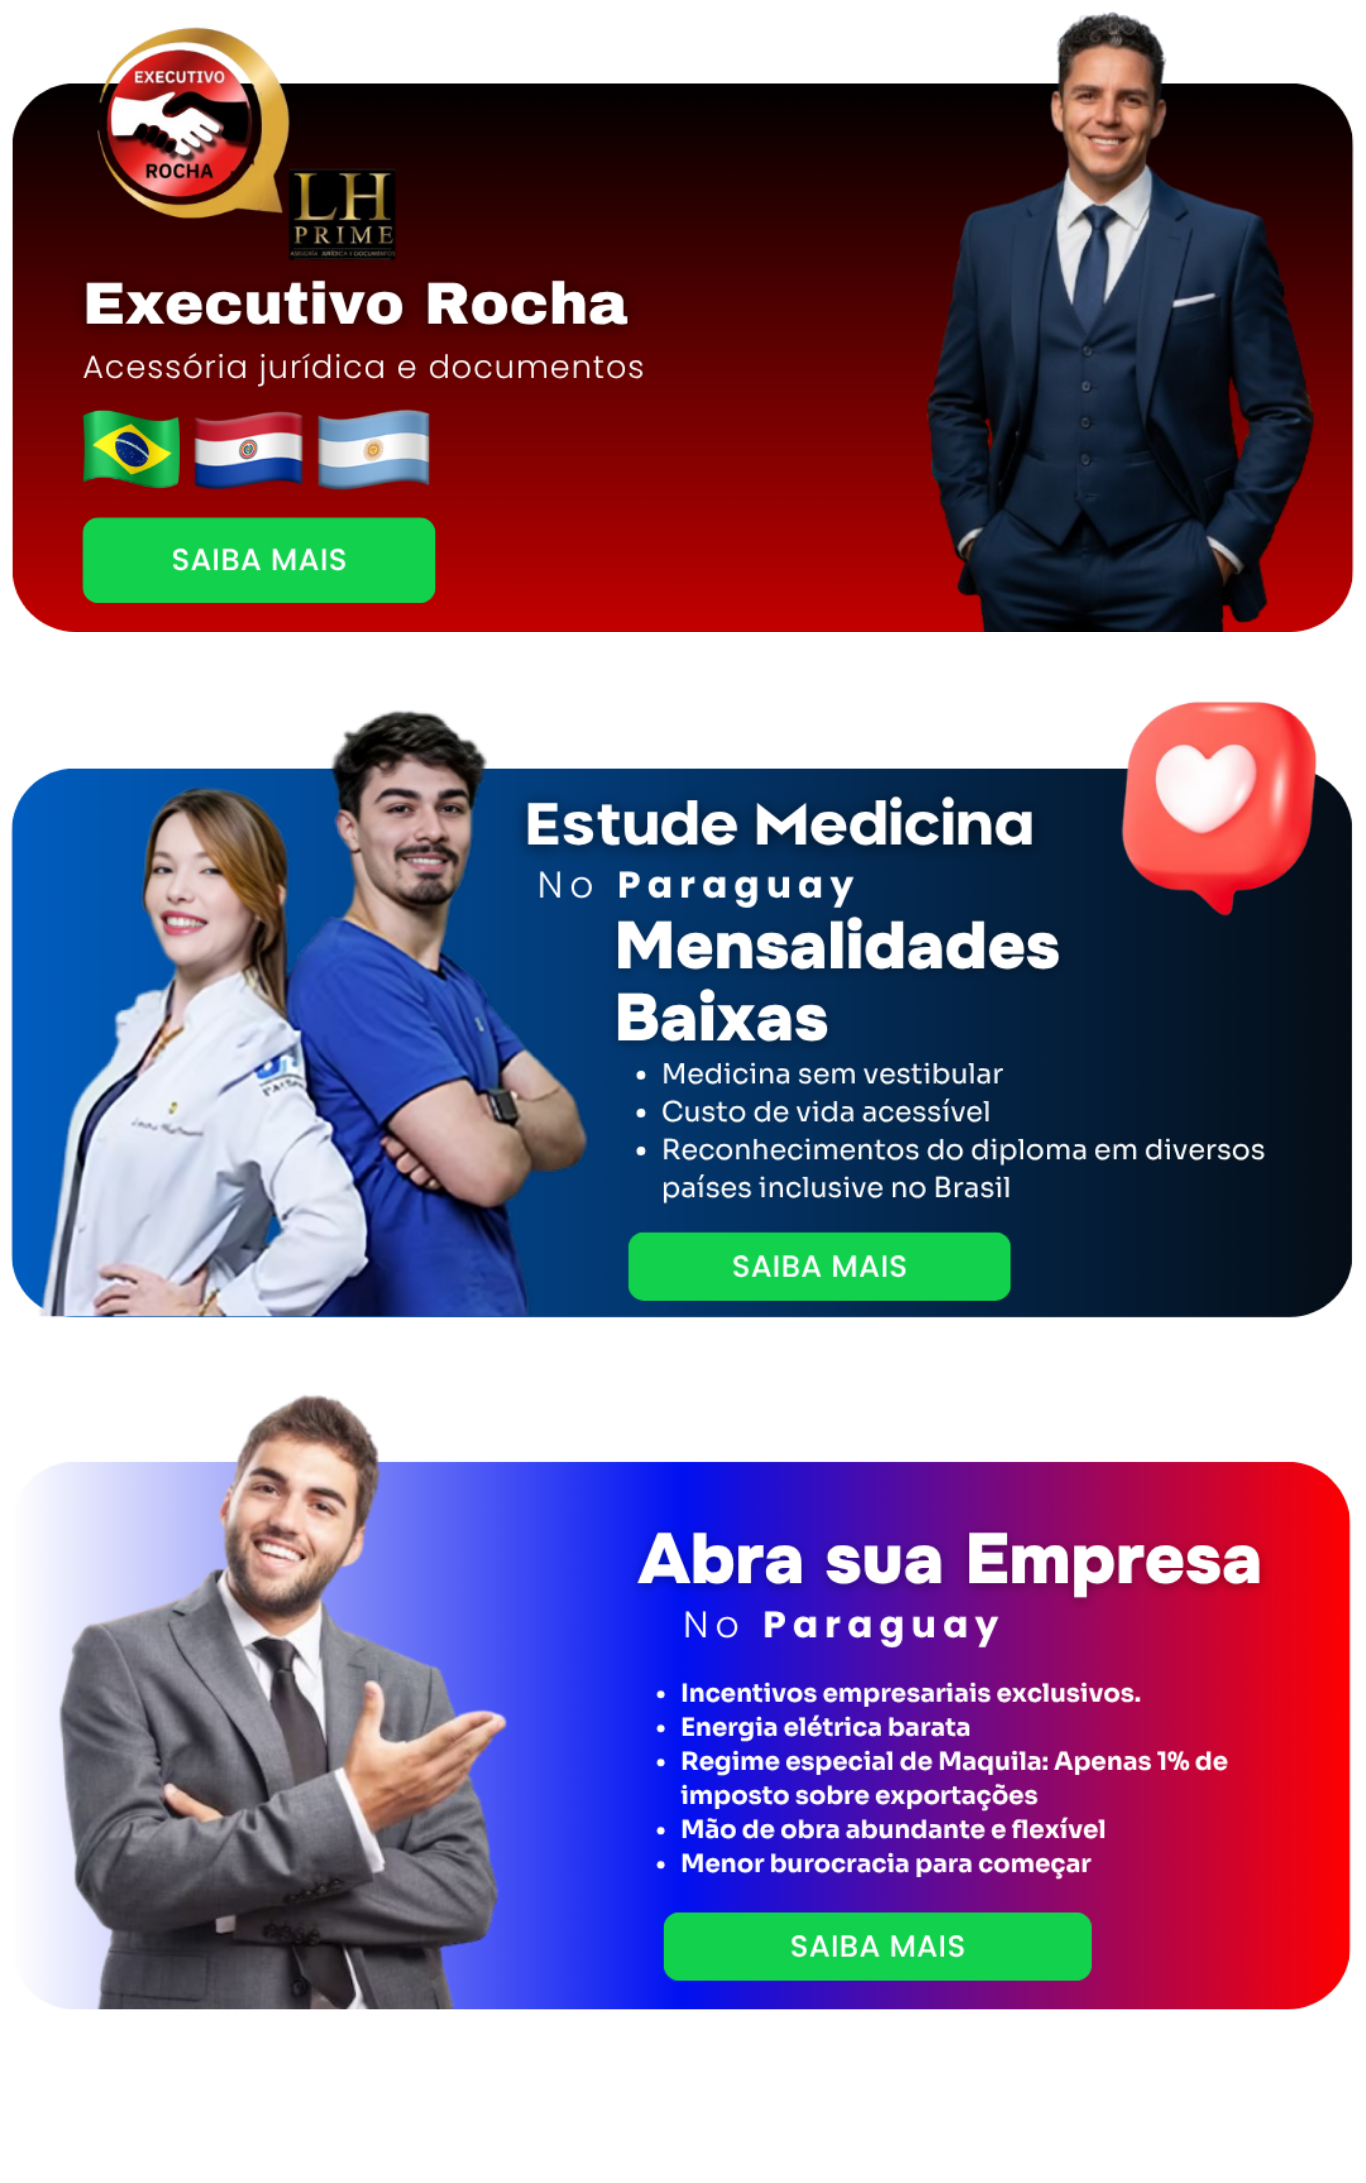 EXECUTIVO
ROCHA
LH
PRIME
Executivo Rocha
Acessória jurídica e documentos
SAIBA MAIS
Estude Medicina
No Paraguay
Mensalidades
Baixas
• Medicina sem vestibular
• Custo de vida acessível
• Reconhecimentos do diploma em diversos
países inclusive no Brasil
SAIBA MAIS
Abra sua Empresa
No Paraguay
• Incentivos empresariais exclusivos.
• Energia elétrica barata
• Regime especial de Maquila: Apenas 1% de
imposto sobre exportações
• Mão de obra abundante e flexível
• Menor burocracia para começar
SAIBA MAIS